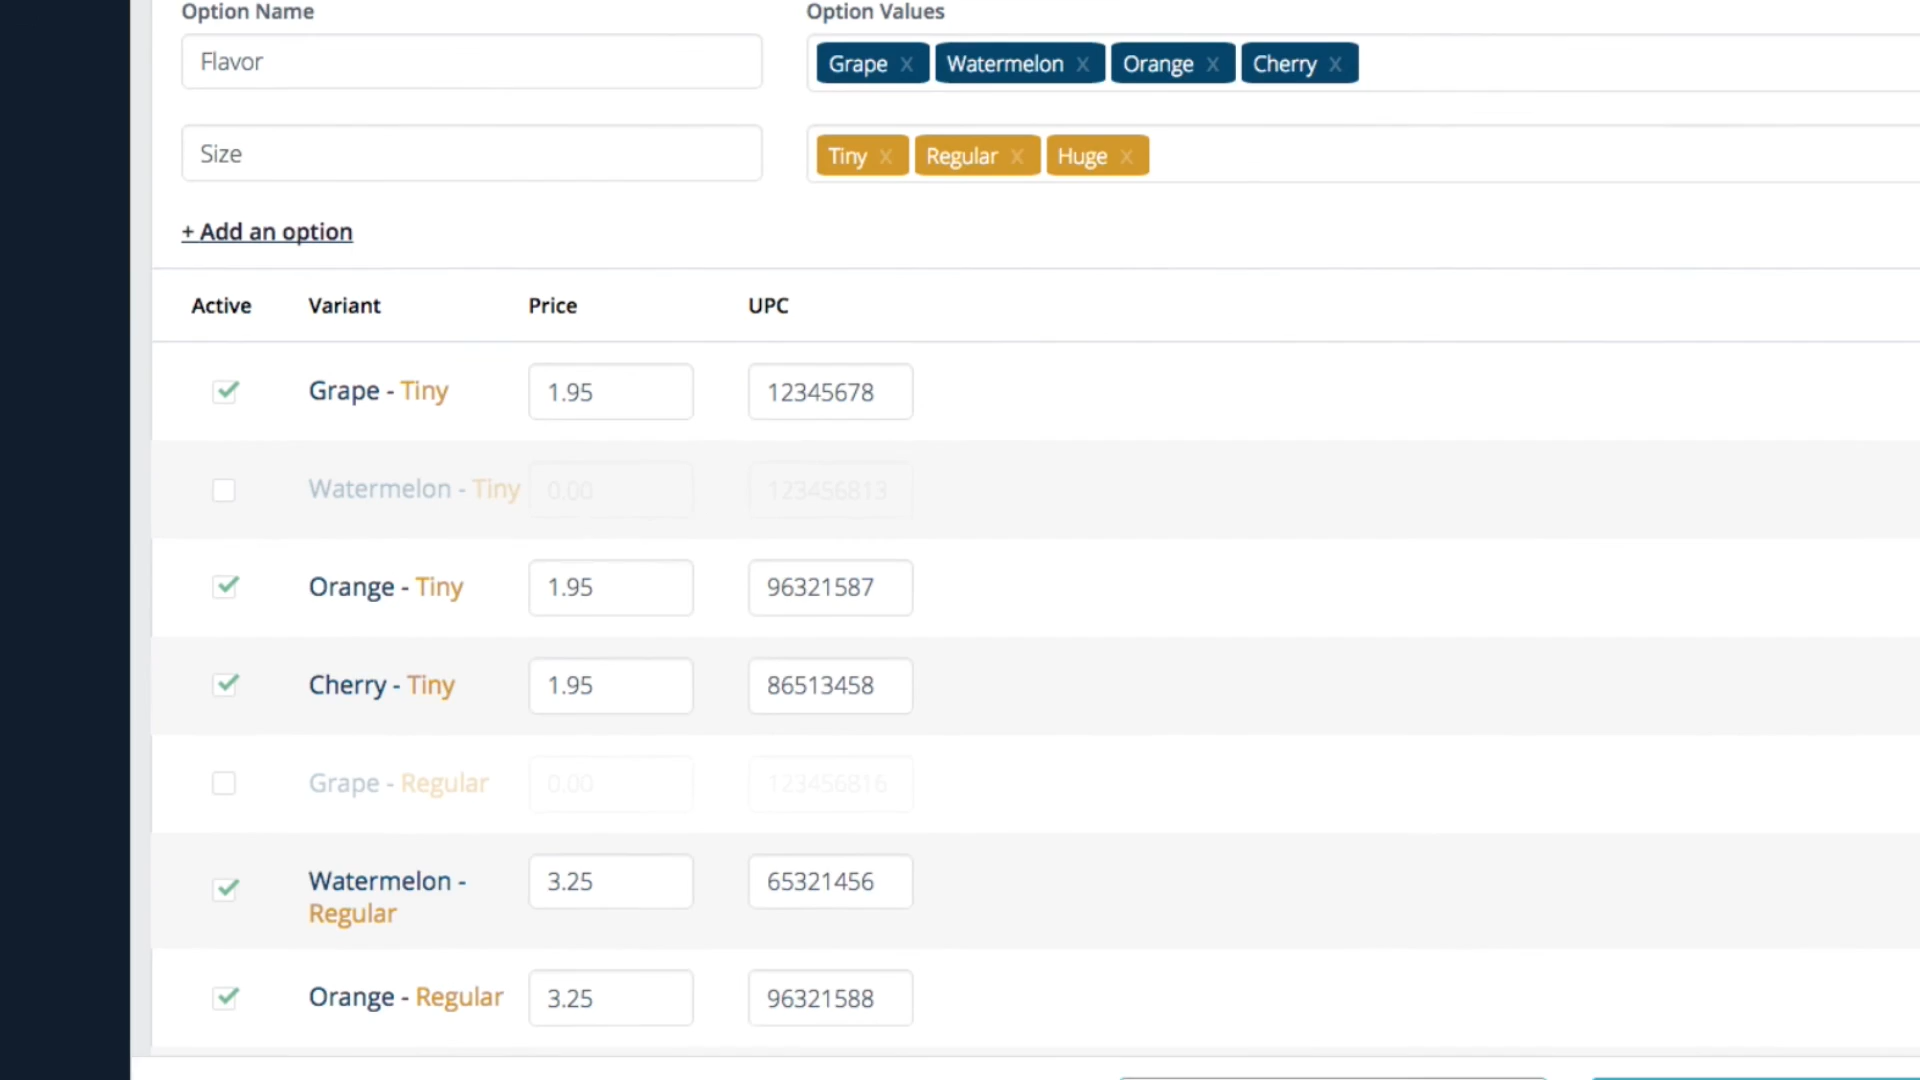 Option Name Option Values
Flavor Grape x Watermelon x Orange x Cherry x
Size Tiny x Regular x Huge x
+ Add an option
Active Variant Price UPC
Grape - Tiny 1.95 12345678
Watermelon - Tiny 0.00 123456813
Orange - Tiny 1.95 96321587
Cherry - Tiny 1.95 86513458
Grape - Regular 0.00 123456816
Watermelon - 3.25 65321456
Regular
Orange - Regular 3.25 96321588